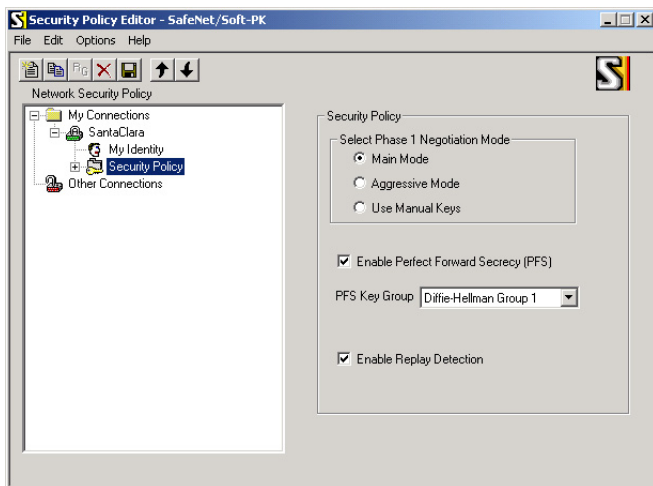 Security Policy Editor - SafeNet/Soft-PK
File Edit Options Help
Network Security Policy
My Connections
SantaClara
My Identity
Security Policy
Other Connections
Security Policy
Select Phase 1 Negotiation Mode
Main Mode
Aggressive Mode
Use Manual Keys
Enable Perfect Forward Secrecy (PFS)
PFS Key Group Diffie-Hellman Group 1
Enable Replay Detection